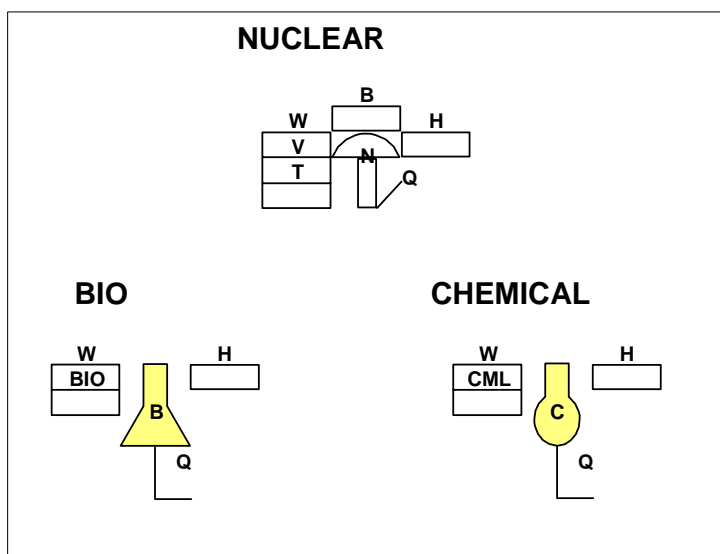 NUCLEAR
B
W H
V
N
T
Q
BIO CHEMICAL
W H W H
BIO CML
B C
Q Q